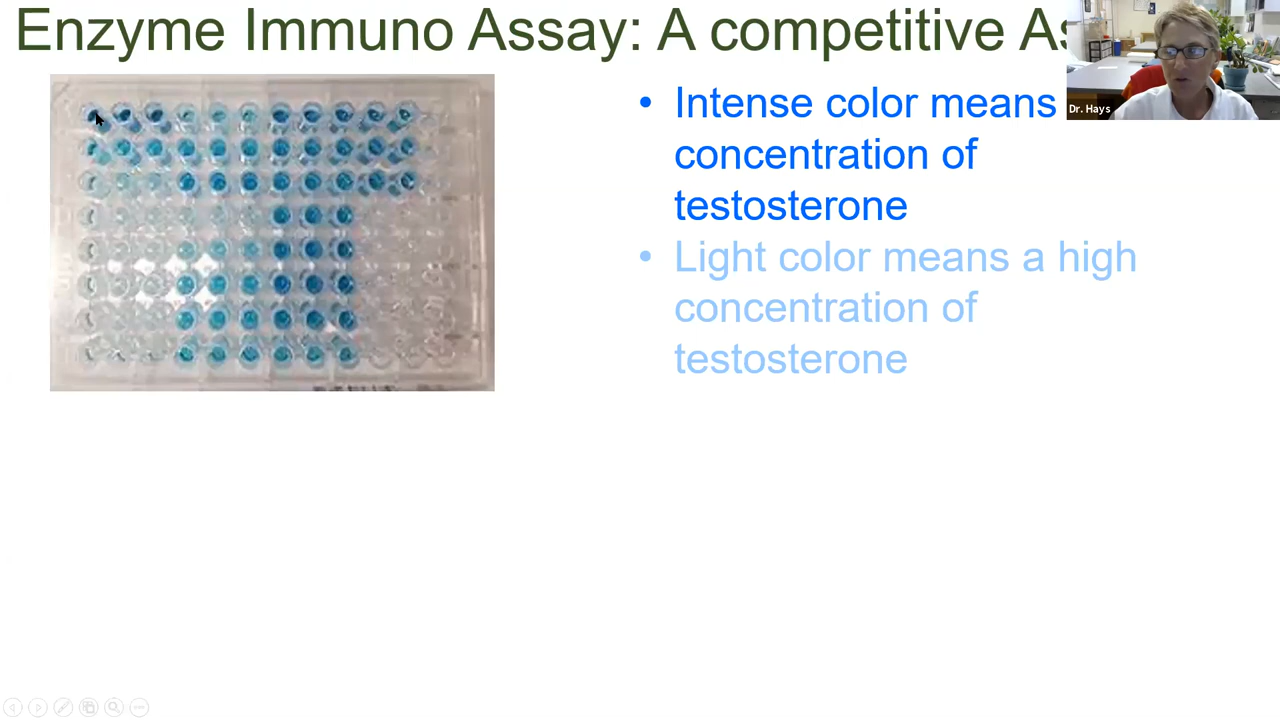 Enzyme Immuno Assay: A competitive As
• Intense color means
concentration of
testosterone
• Light color means a high
concentration of
testosterone
Dr. Hays